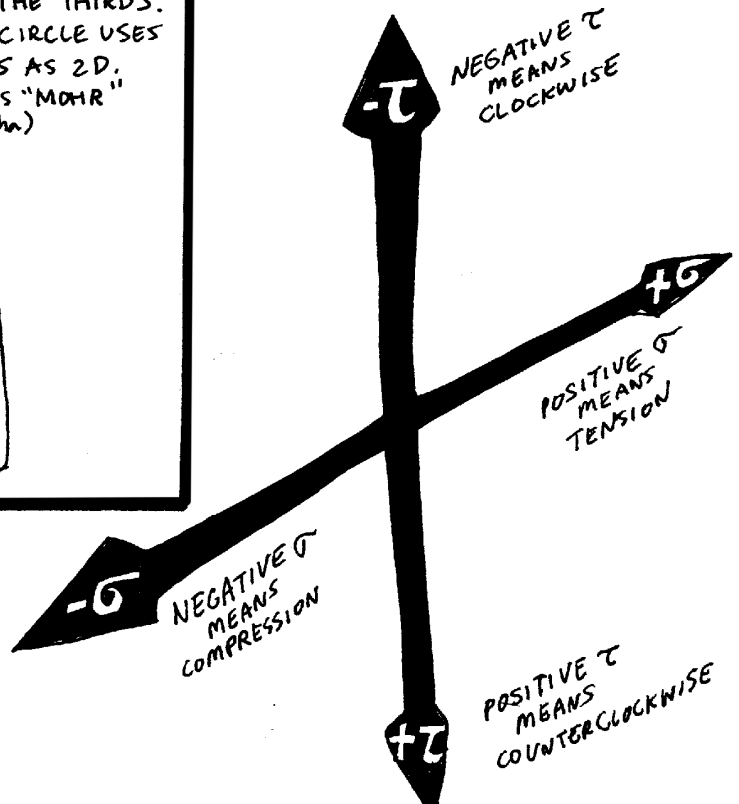 THE THIRDS.
CIRCLE USES
AS 2D.
"MOHR"
-τ
NEGATIVE τ
MEANS
CLOCKWISE
+σ
POSITIVE σ
MEANS
TENSION
-σ
NEGATIVE σ
MEANS
COMPRESSION
POSITIVE τ
MEANS
COUNTERCLOCKWISE
+τ